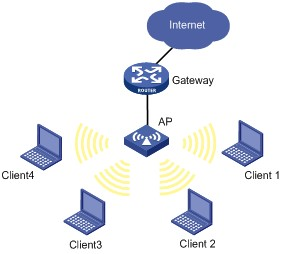 Internet
Gateway
ROUTER
AP
Client4
Client 1
Client3
Client 2